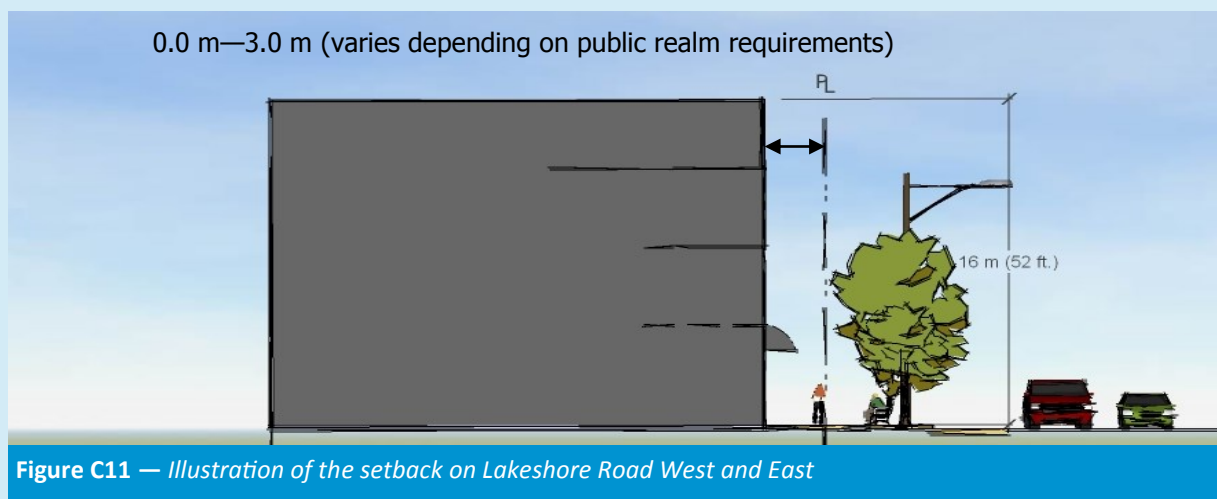 0.0 m—3.0 m (varies depending on public realm requirements)
PL
16 m (52 ft.)
Figure C11 — Illustration of the setback on Lakeshore Road West and East